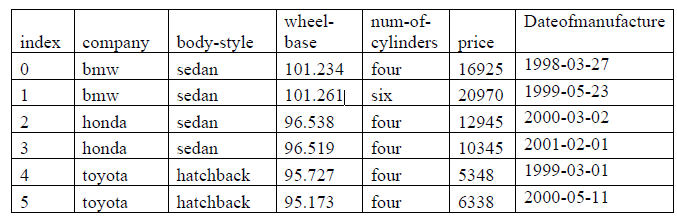 index company body-style wheel-base num-of-cylinders price Dateofmanufacture
0 bmw sedan 101.234 four 16925 1998-03-27
1 bmw sedan 101.261 six 20970 1999-05-23
2 honda sedan 96.538 four 12945 2000-03-02
3 honda sedan 96.519 four 10345 2001-02-01
4 toyota hatchback 95.727 four 5348 1999-03-01
5 toyota hatchback 95.173 four 6338 2000-05-11